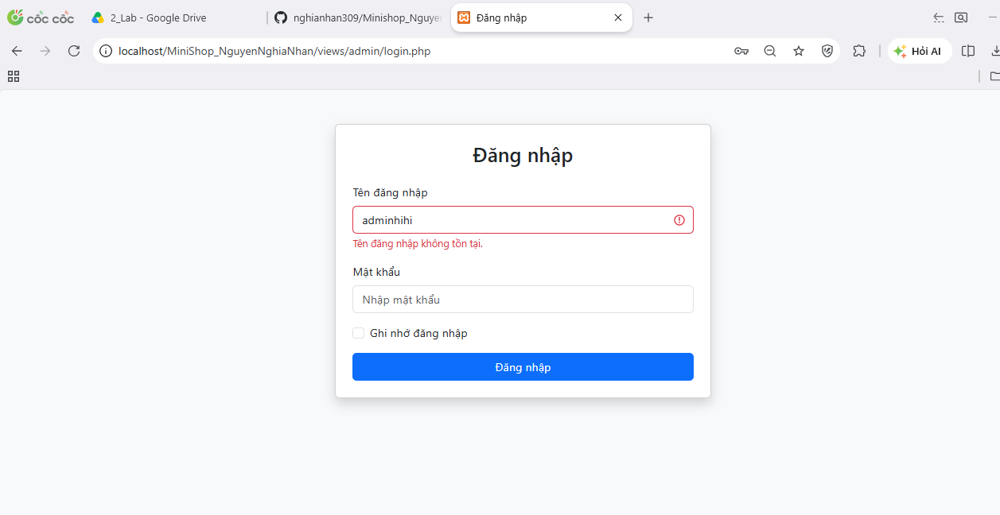 cốc cốc
2_Lab - Google Drive
nghianhan309/Minishop_Nguye
Đăng nhập
localhost/MiniShop_NguyenNghiaNhan/views/admin/login.php
Hỏi AI
Đăng nhập
Tên đăng nhập
adminhihi
Tên đăng nhập không tồn tại.
Mật khẩu
Nhập mật khẩu
Ghi nhớ đăng nhập
Đăng nhập